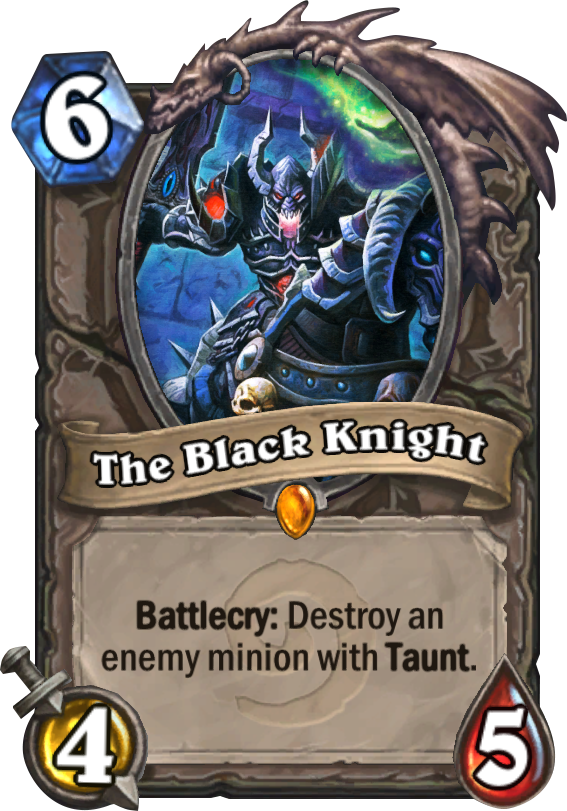 6
The Black Knight
Battlecry: Destroy an
enemy minion with Taunt.
4
5